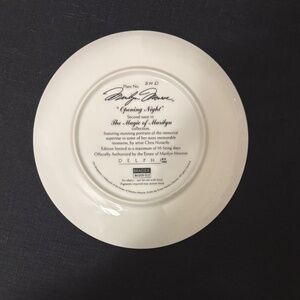 Plate No.
Marilyn Monroe
"Opening Night"
Second issue in
The Magic of Marilyn
collection,
featuring stunning portraits of the immortal
superstar in some of her most memorable
moments, by artist Chris Notarile
Edition limited to a maximum of 95 firing days
Officially Authorized by the Estate of Marilyn Monroe
DELPHI
BRADEX